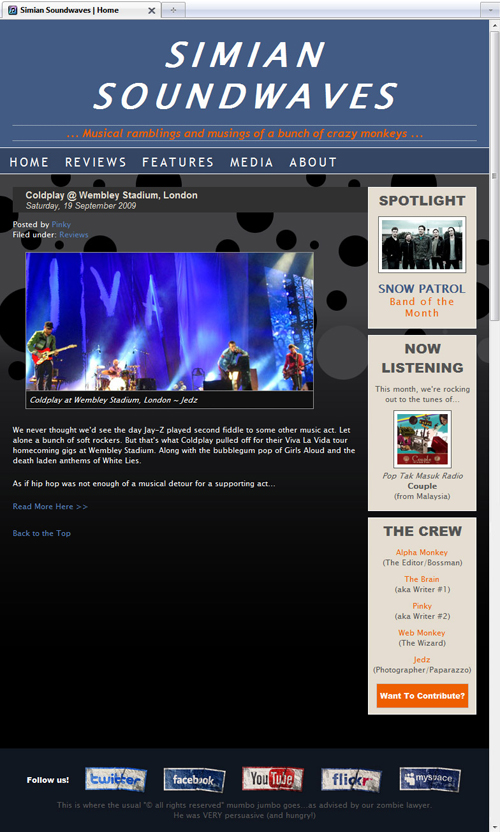 Simian Soundwaves | Home
SIMIAN
SOUNDWAVES
... Musical ramblings and musings of a bunch of crazy monkeys ...
HOME REVIEWS FEATURES MEDIA ABOUT
Coldplay @ Wembley Stadium, London
Saturday, 19 September 2009
Posted by Pinky
Filed under: Reviews
IVA
Coldplay at Wembley Stadium, London ~ Jedz
We never thought we'd see the day Jay-Z played second fiddle to some other music act. Let
alone a bunch of soft rockers. But that's what Coldplay pulled off for their Viva La Vida tour
homecoming gigs at Wembley Stadium. Along with the bubblegum pop of Girls Aloud and the
death laden anthems of White Lies.
As if hip hop was not enough of a musical detour for a supporting act...
Read More Here >>
Back to the Top
SPOTLIGHT
SNOW PATROL
Band of the
Month
NOW
LISTENING
This month, we're rocking
out to the tunes of...
Pop Tak Masuk Radio
Couple
(from Malaysia)
THE CREW
Alpha Monkey
(The Editor/Bossman)
The Brain
(aka Writer #1)
Pinky
(aka Writer #2)
Web Monkey
(The Wizard)
Jedz
(Photographer/Paparazzo)
Want To Contribute?
Follow us!
twitter
facebook
YouTube
flickr
myspace
This is where the usual "© all rights reserved" mumbo jumbo goes...as advised by our zombie lawyer.
He was VERY persuasive (and hungry!)